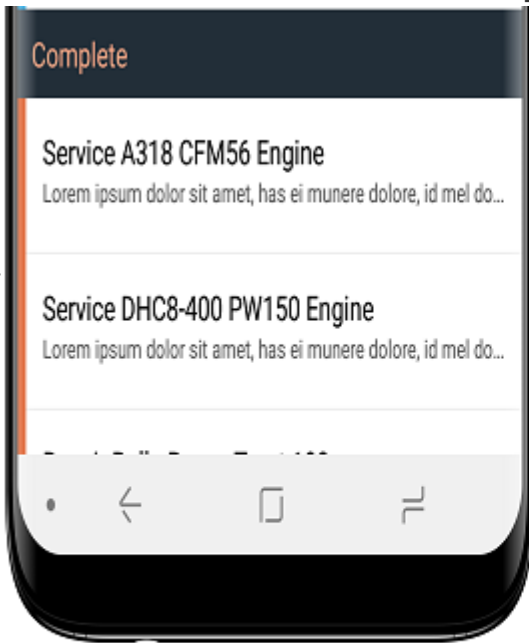 Complete
Service A318 CFM56 Engine
Lorem ipsum dolor sit amet, has ei munere dolore, id mel do...
Service DHC8-400 PW150 Engine
Lorem ipsum dolor sit amet, has ei munere dolore, id mel do...